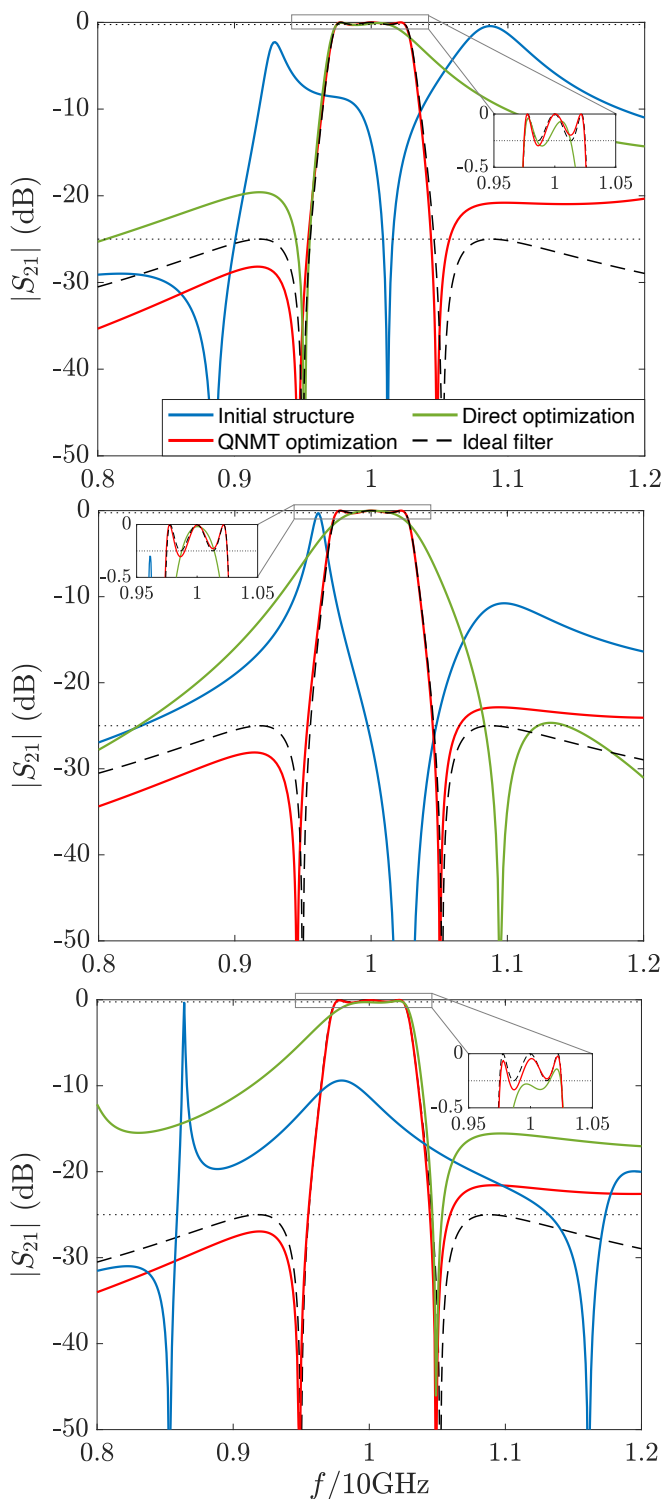 0
-10
-20
-30
-40
-50
|S21| (dB)
0
-0.5
0.95 1 1.05
Initial structure Direct optimization
QNMT optimization Ideal filter
0.8 0.9 1 1.1 1.2
0
-10
-20
-30
-40
-50
|S21| (dB)
0
-0.5
0.95 1 1.05
0.8 0.9 1 1.1 1.2
0
-10
-20
-30
-40
-50
|S21| (dB)
0
-0.5
0.95 1 1.05
0.8 0.9 1 1.1 1.2
f/10GHz